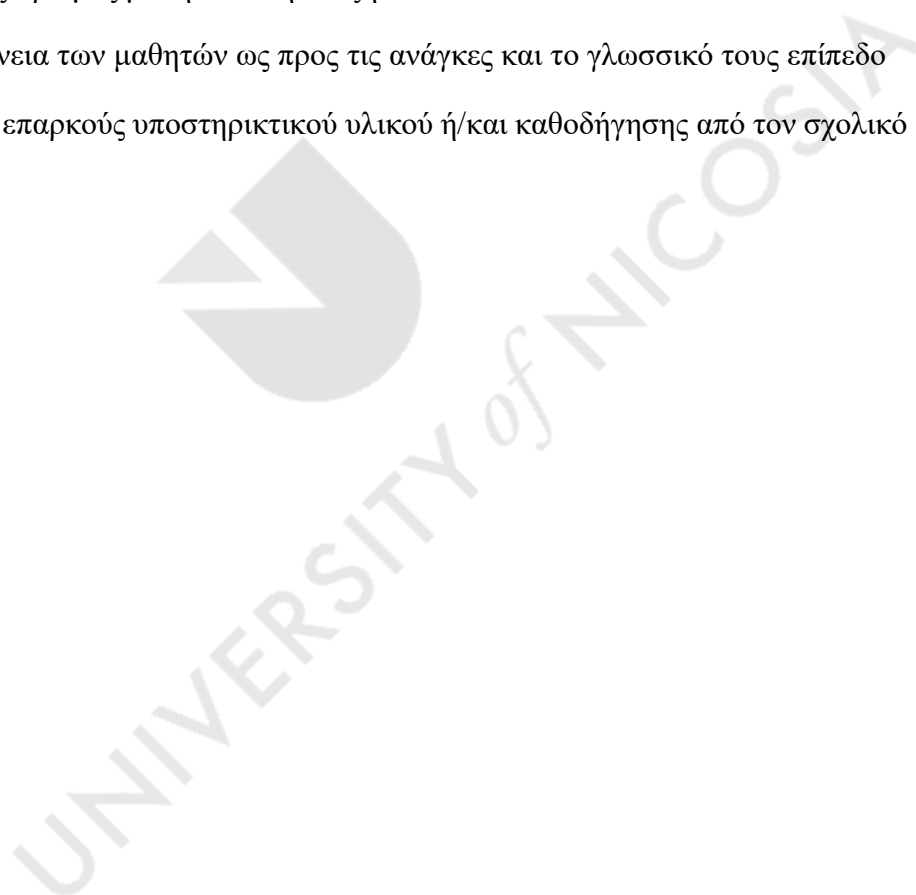 των μαθητών ως προς τις ανάγκες και το γλωσσικό τους επίπεδο
επαρκούς υποστηρικτικού υλικού ή/και καθοδήγησης από τον σχολικό
UNIVERSITY of NICOSIA